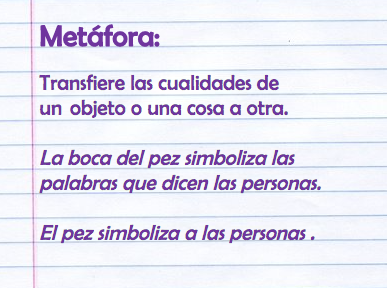 Metáfora:
Transfiere las cualidades de
un objeto o una cosa a otra.
La boca del pez simboliza las
palabras que dicen las personas.
El pez simboliza a las personas .